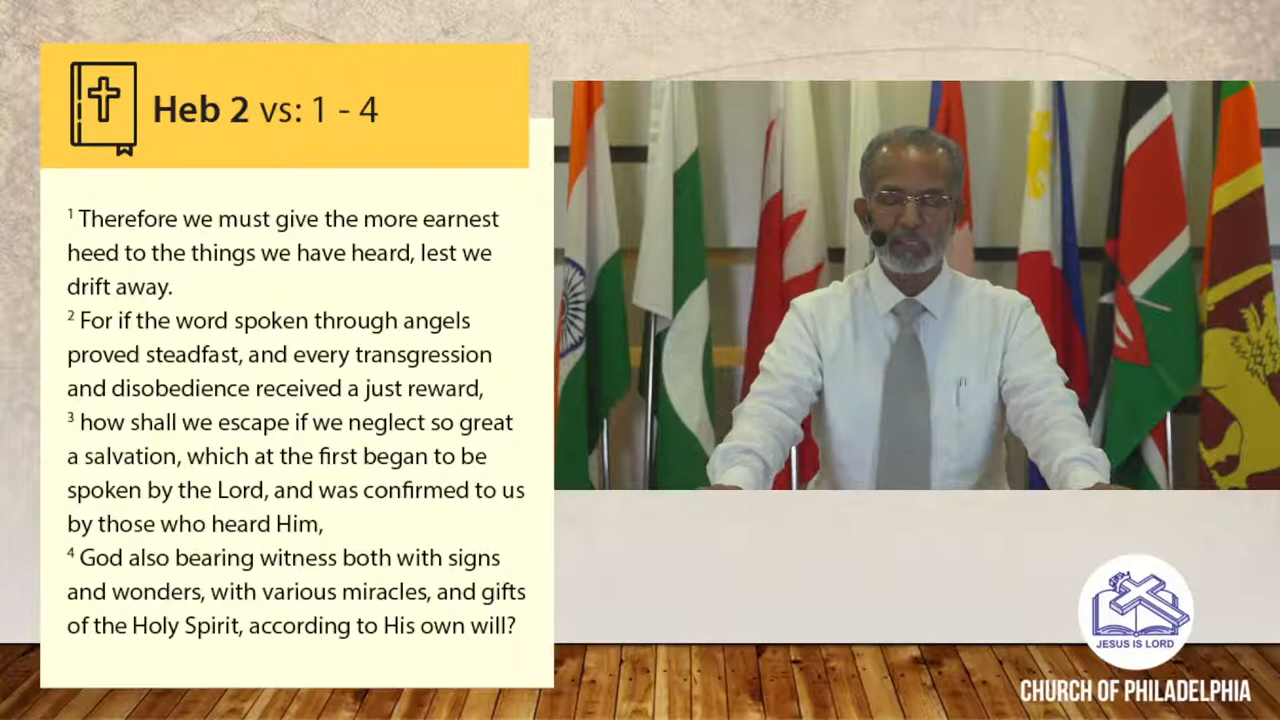 Heb 2 vs: 1 - 4
1 Therefore we must give the more earnest
heed to the things we have heard, lest we
drift away.
2 For if the word spoken through angels
proved steadfast, and every transgression
and disobedience received a just reward,
3 how shall we escape if we neglect so great
a salvation, which at the first began to be
spoken by the Lord, and was confirmed to us
by those who heard Him,
4 God also bearing witness both with signs
and wonders, with various miracles, and gifts
of the Holy Spirit, according to His own will?
JESUS IS LORD
CHURCH OF PHILADELPHIA